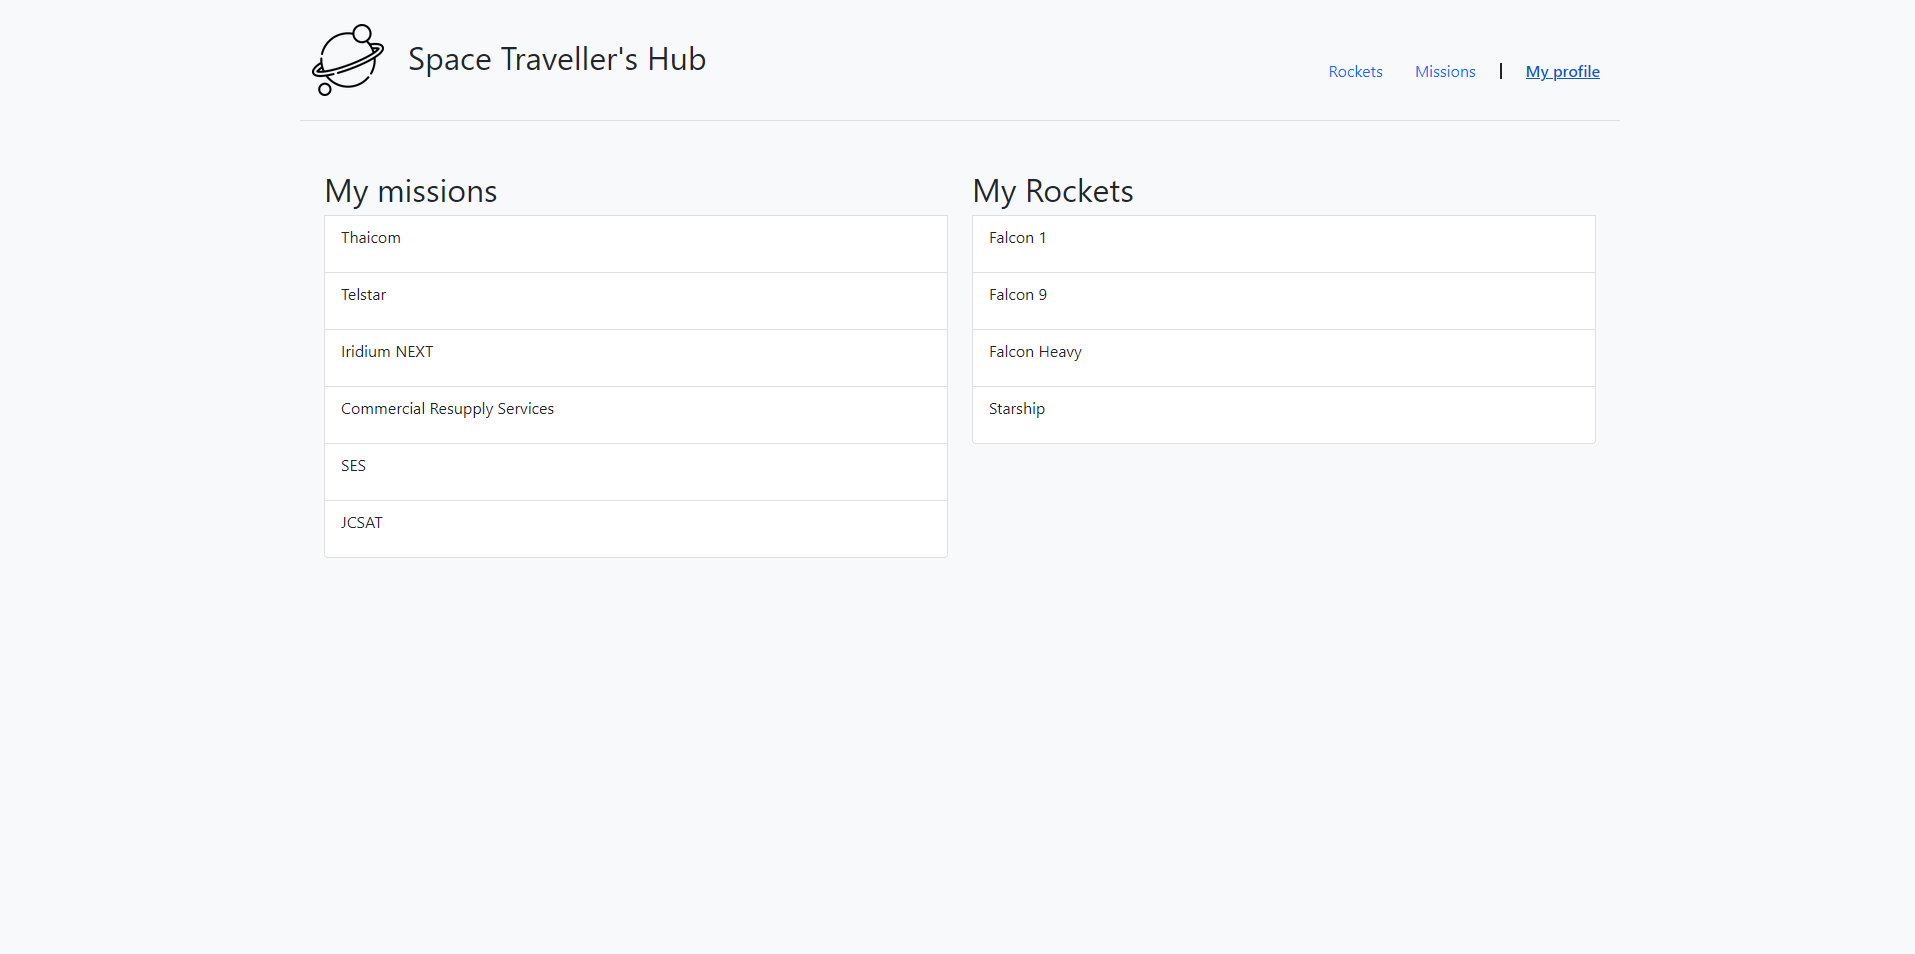 Space Traveller's Hub
Rockets Missions | My profile
My missions
Thaicom
Telstar
Iridium NEXT
Commercial Resupply Services
SES
JCSAT
My Rockets
Falcon 1
Falcon 9
Falcon Heavy
Starship